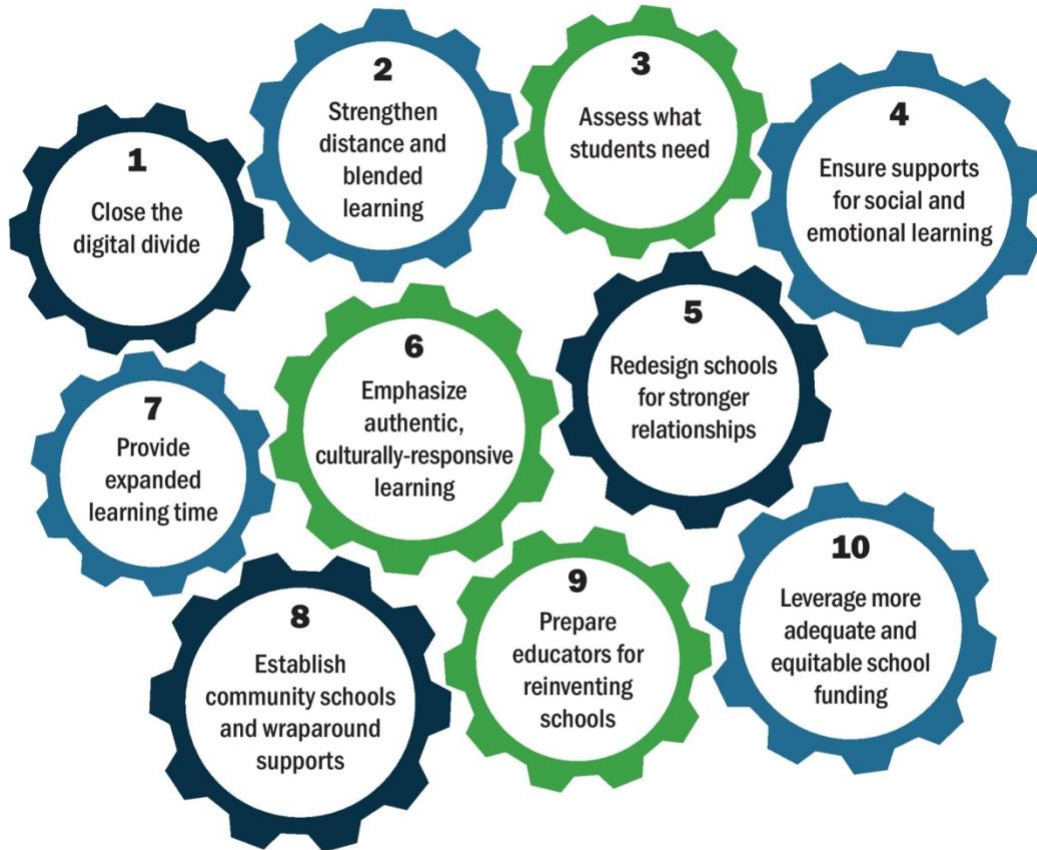 1
Close the
digital divide
2
Strengthen
distance and
blended
learning
3
Assess what
students need
4
Ensure supports
for social and
emotional learning
5
Redesign schools
for stronger
relationships
6
Emphasize
authentic,
culturally-responsive
learning
7
Provide
expanded
learning time
8
Establish
community schools
and wraparound
supports
9
Prepare
educators for
reinventing
schools
10
Leverage more
adequate and
equitable school
funding